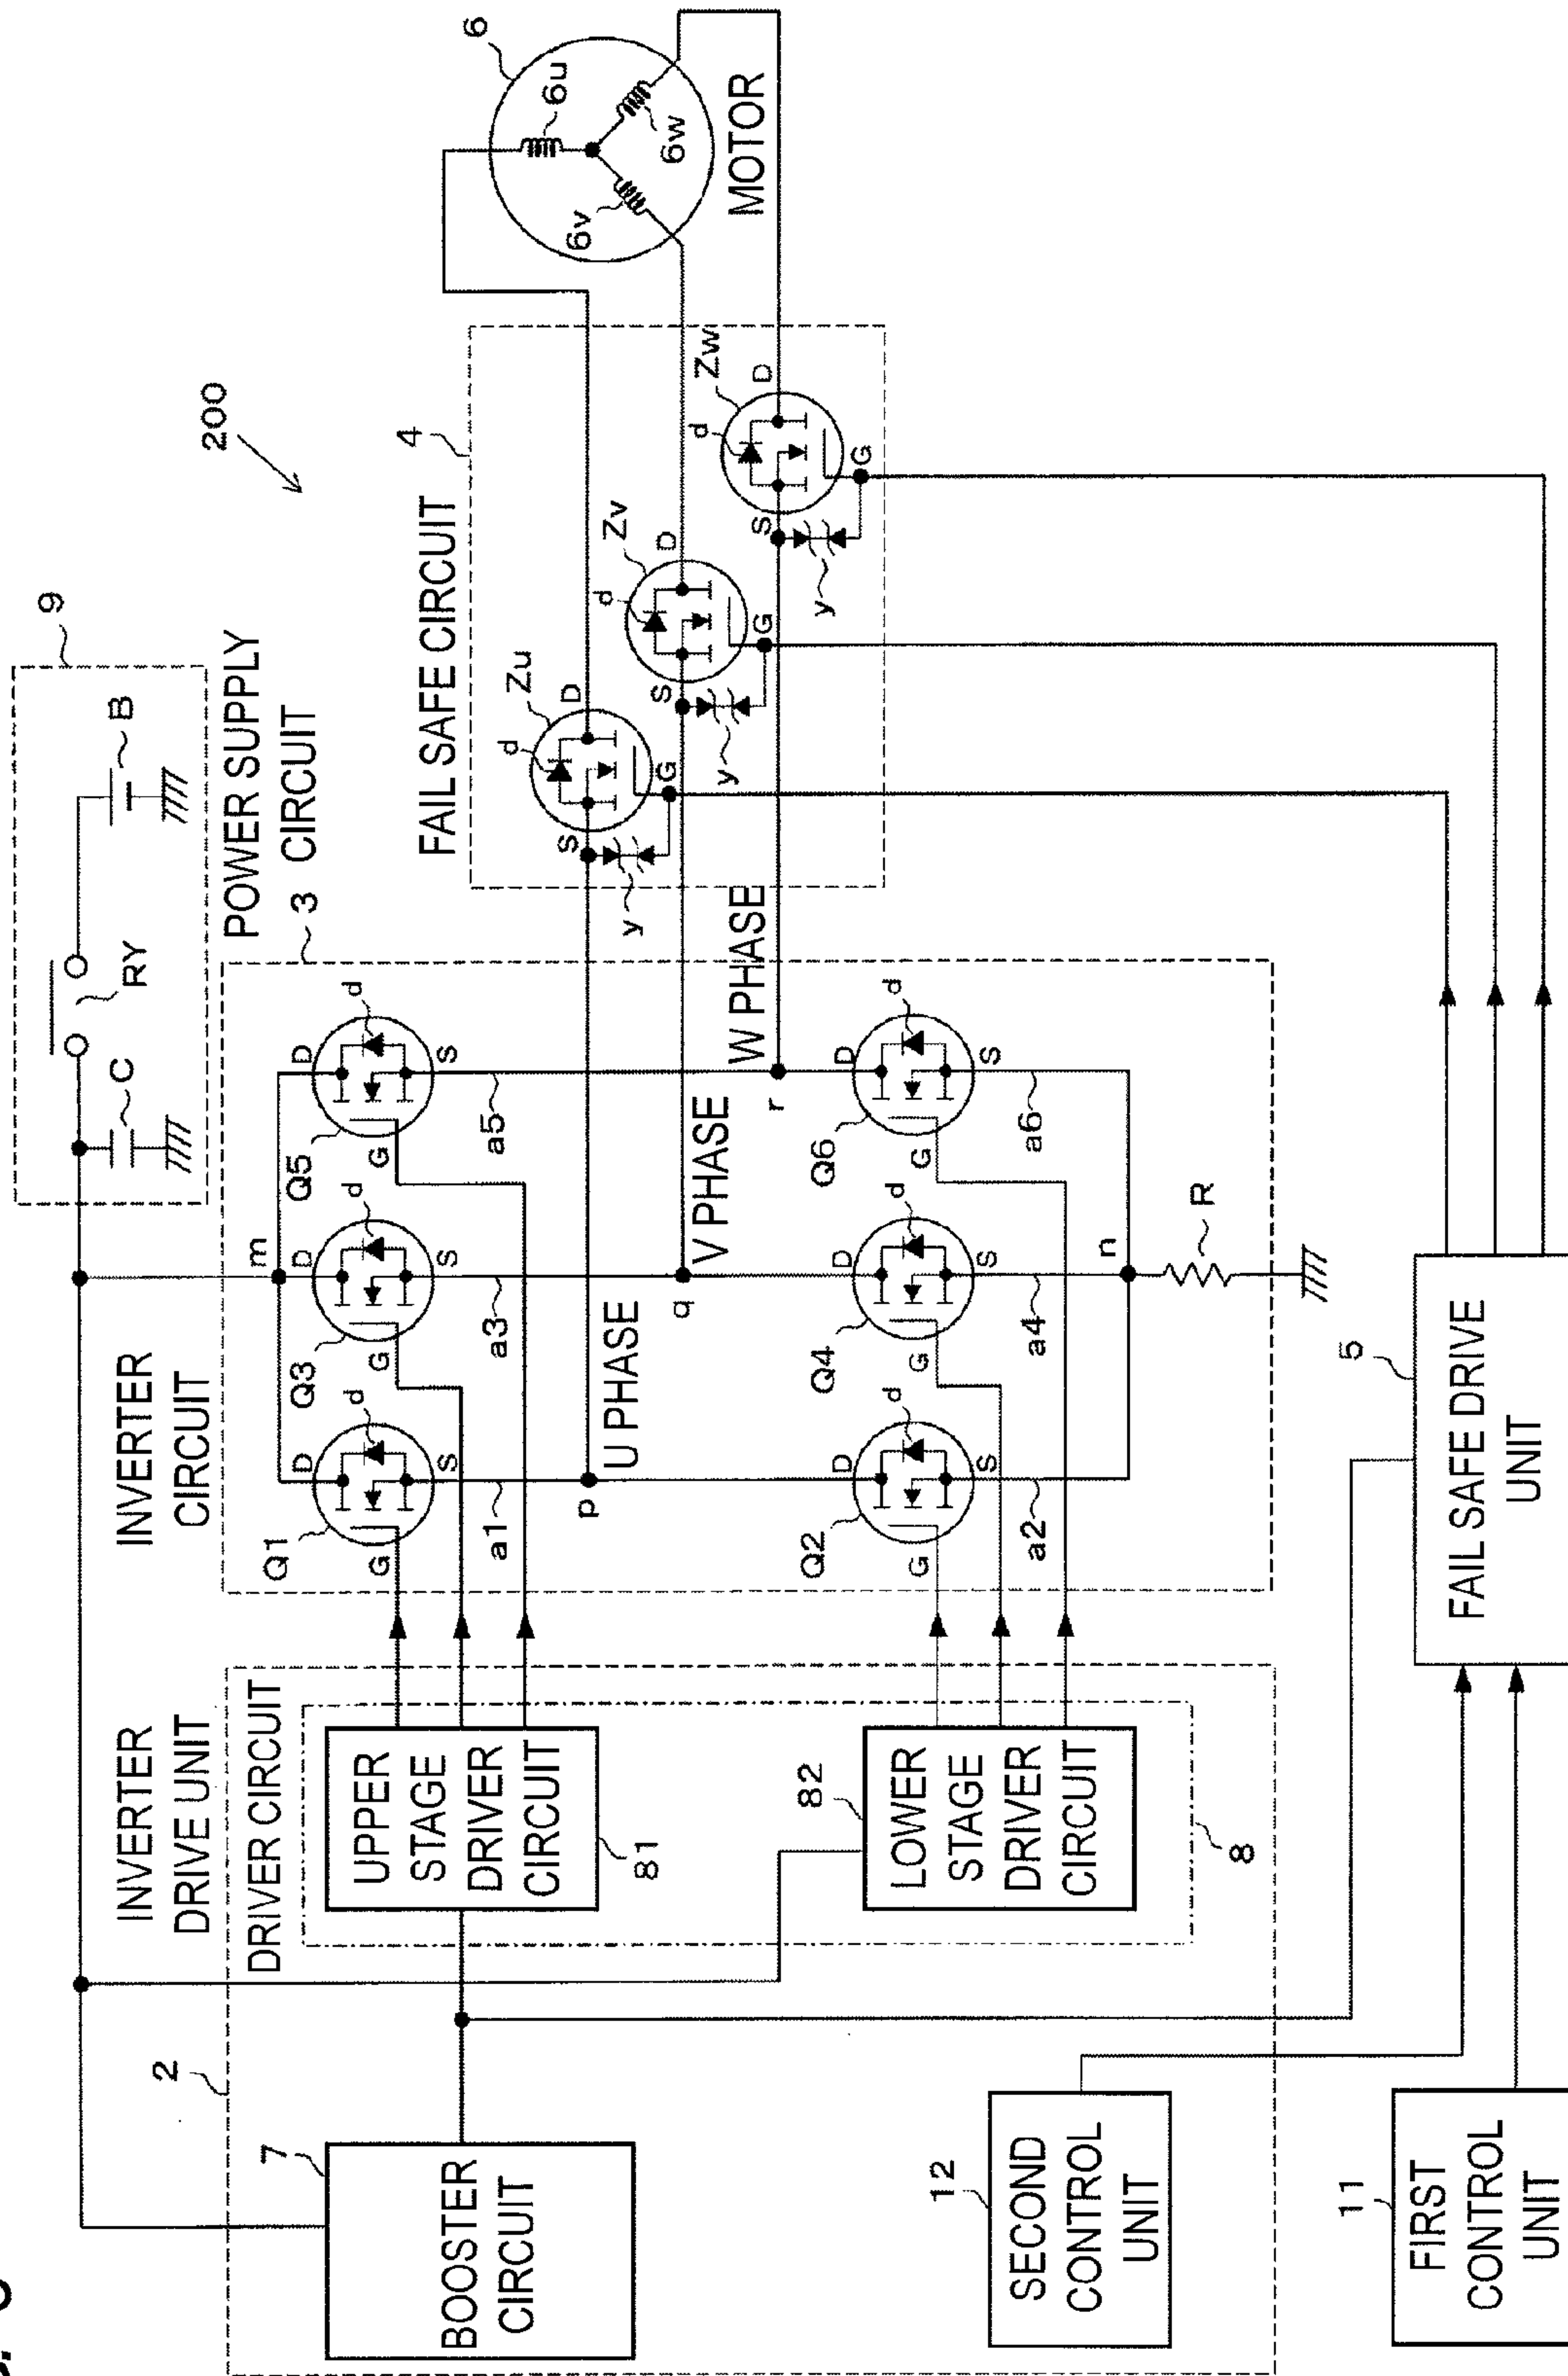 200
9
B
RY
C
POWER SUPPLY
CIRCUIT
INVERTER
CIRCUIT
3
m
Q1
Q3
Q5
D
D
D
d
d
d
G
G
G
S
S
S
a1
a3
a5
p
q
r
U PHASE
V PHASE
W PHASE
Q2
Q4
Q6
D
D
D
d
d
d
G
G
G
S
S
S
a2
a4
a6
n
R
FAIL SAFE CIRCUIT
4
Zu
Zv
Zw
d
d
d
S
S
S
D
D
D
G
G
G
y
y
y
6
6u
6v
6w
MOTOR
INVERTER
DRIVE UNIT
2
DRIVER CIRCUIT
UPPER
STAGE
DRIVER
CIRCUIT
81
LOWER
STAGE
DRIVER
CIRCUIT
82
8
7
BOOSTER
CIRCUIT
12
SECOND
CONTROL
UNIT
11
FIRST
CONTROL
UNIT
5
FAIL SAFE DRIVE
UNIT